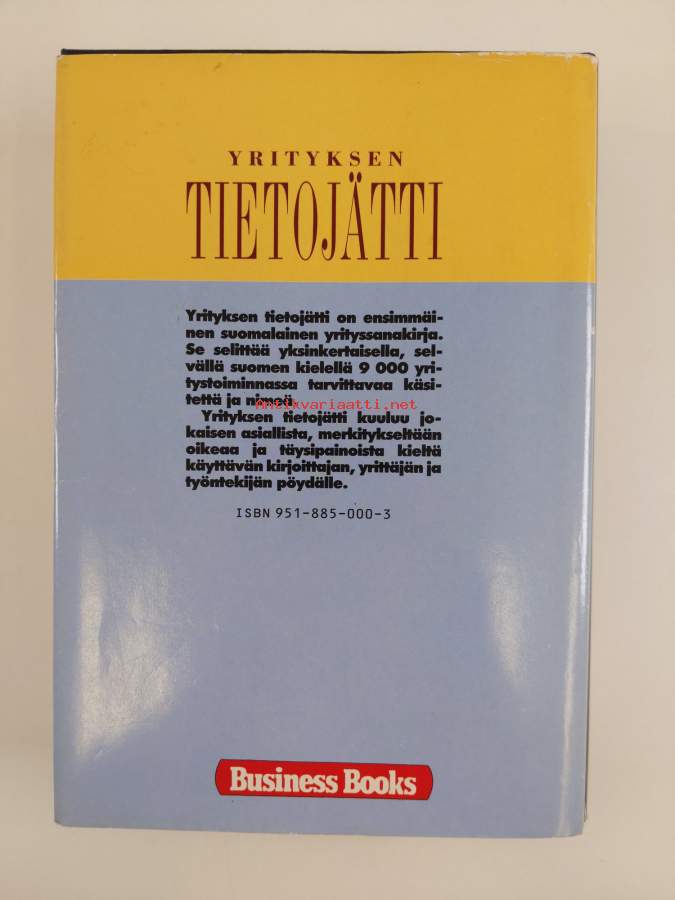 YRITYKSEN
TIETOJÄTTI
Yrityksen tietojätti on ensimmäi-
nen suomalainen yrityssanakirja.
Se selittää yksinkertaisella, sel-
vällä suomen kielellä 9 000 yri-
tystoiminnassa tarvittavaa käsi-
tettä ja nimeä.
Antikvariaatti.net
Yrityksen tietojätti kuuluu jo-
kaisen asiallista, merkitykseltään
oikeaa ja täysipainoista kieltä
käyttävän kirjoittajan, yrittäjän ja
työntekijän pöydälle.
ISBN 951-885-000-3
Business Books